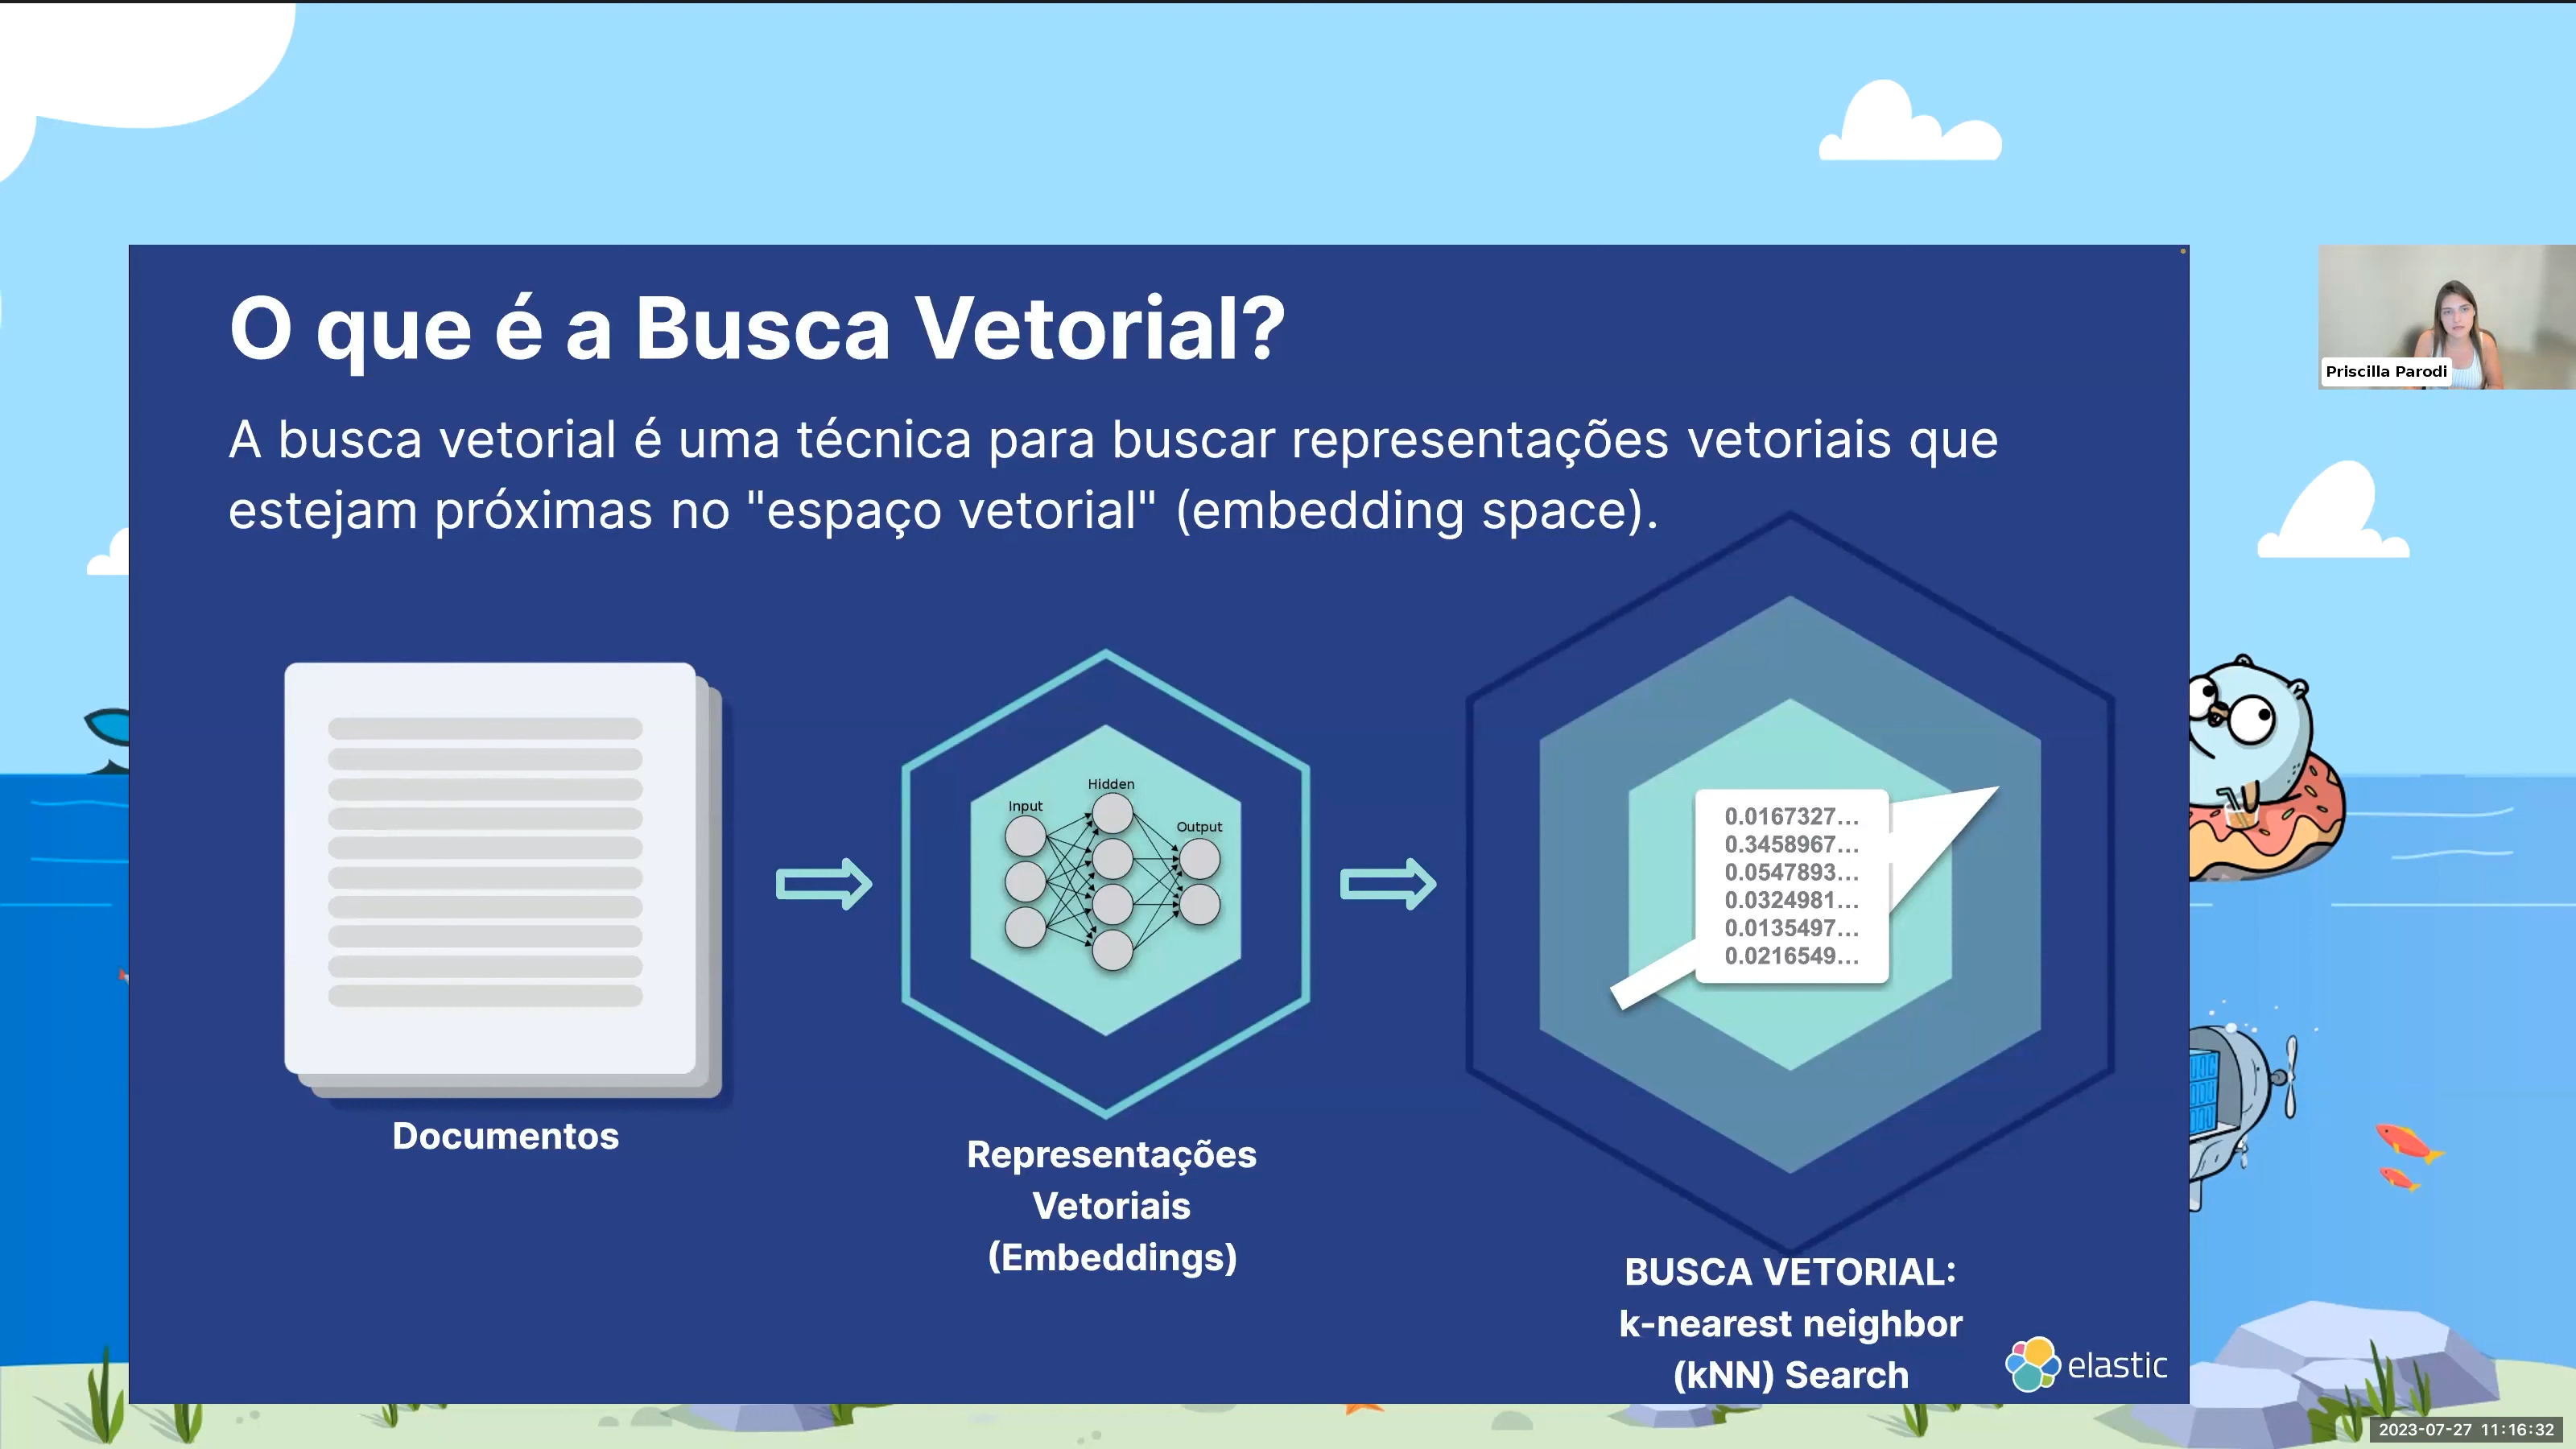 O que é a Busca Vetorial?
A busca vetorial é uma técnica para buscar representações vetoriais que
estejam próximas no "espaço vetorial" (embedding space).
Priscilla Parodi
Documentos
Input
Hidden
Output
Representações
Vetoriais
(Embeddings)
0.0167327...
0.3458967...
0.0547893...
0.0324981...
0.0135497...
0.0216549...
BUSCA VETORIAL:
k-nearest neighbor
(kNN) Search
elastic
2023-07-27 11:16:32